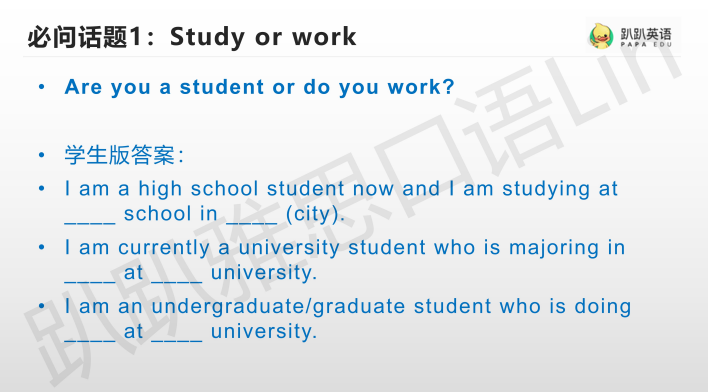 必问话题1：Study or work
趴趴英语
PAPA EDU
• Are you a student or do you work?
• 学生版答案：
• I am a high school student now and I am studying at
____ school in ____ (city).
• I am currently a university student who is majoring in
____ at ____ university.
• I am an undergraduate/graduate student who is doing
____ at ____ university.
趴趴雅思口语Lin